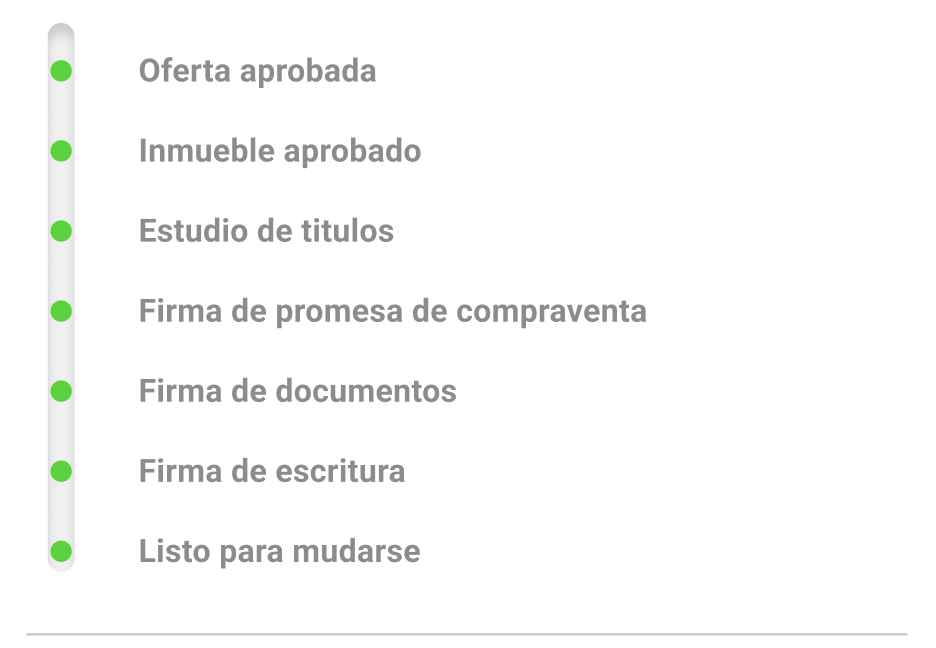 Oferta aprobada
Inmueble aprobado
Estudio de titulos
Firma de promesa de compraventa
Firma de documentos
Firma de escritura
Listo para mudarse